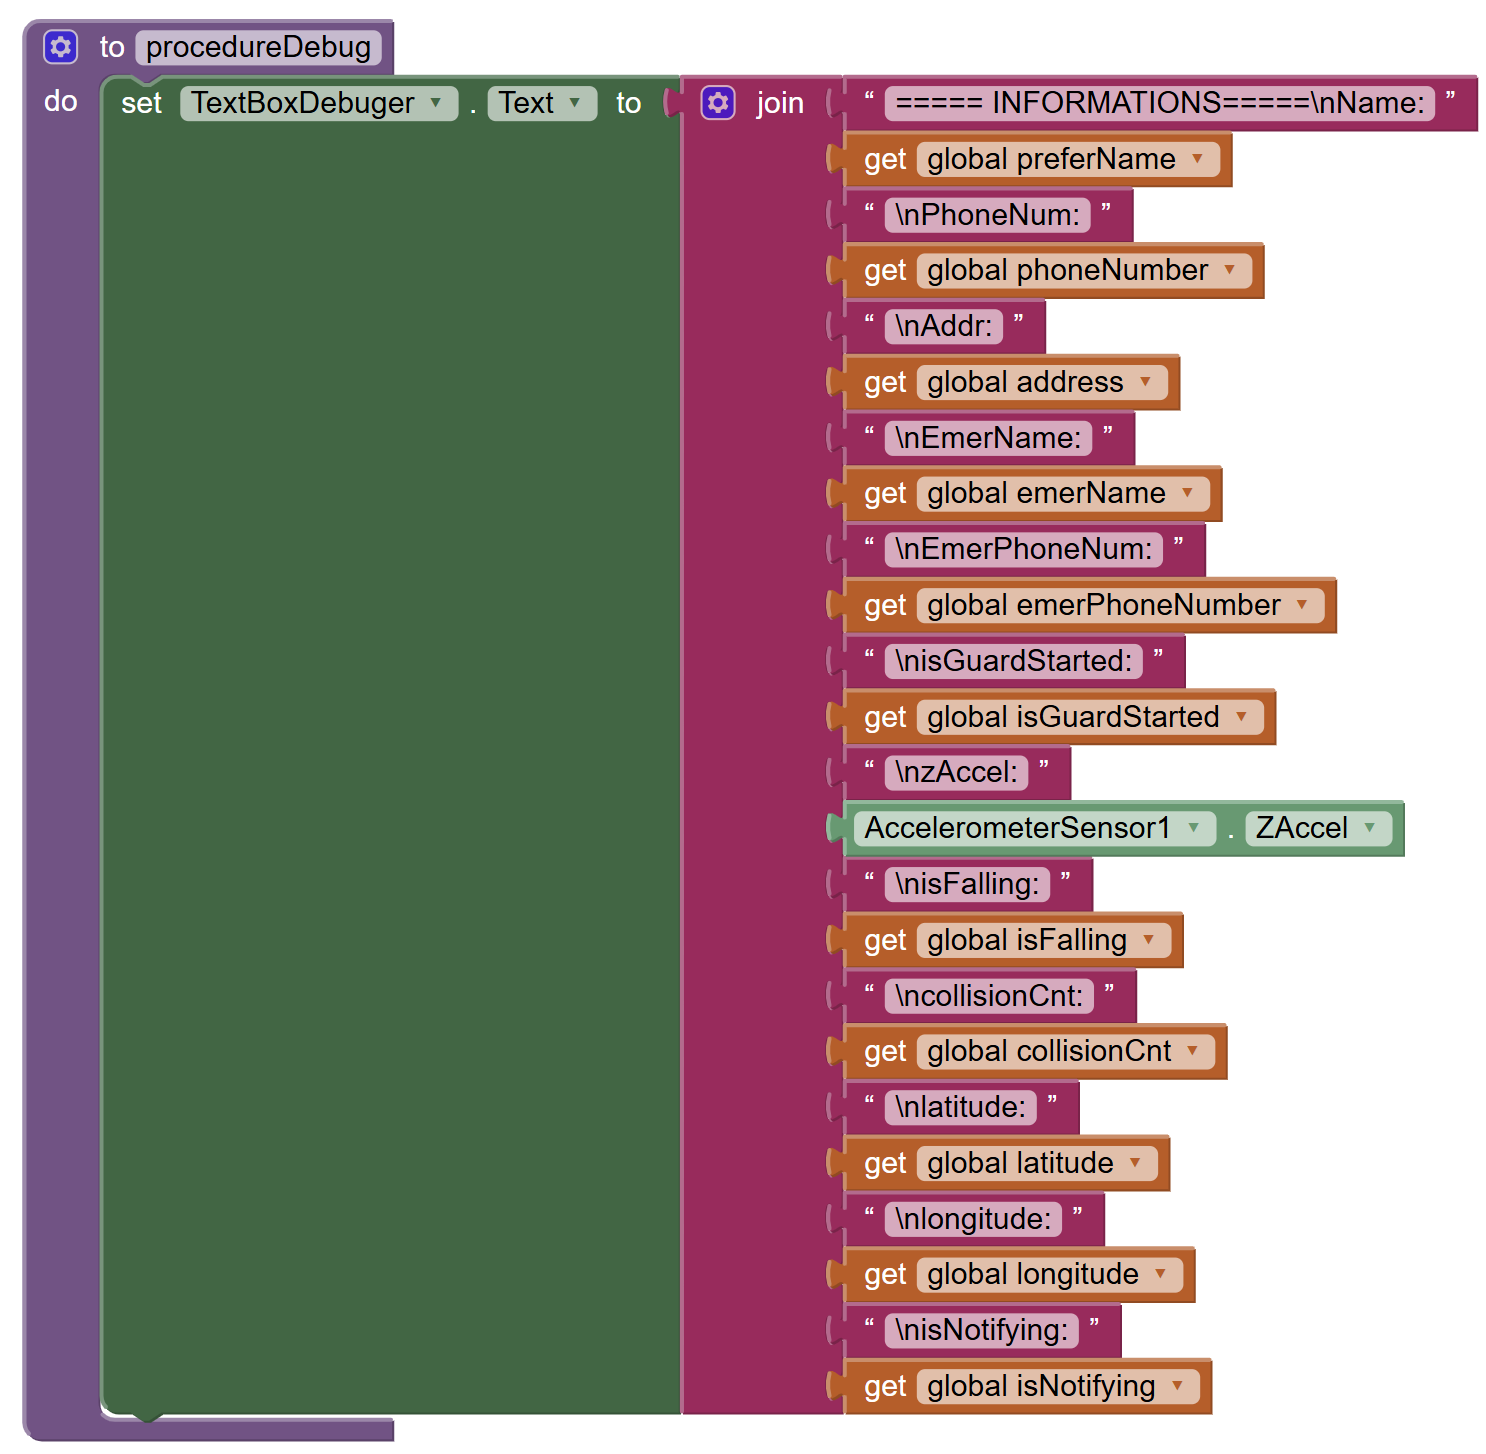 to procedureDebug
do set TextBoxDebuger . Text to join “ ===== INFORMATIONS=====\nName: ”
get global preferName
“ \nPhoneNum: ”
get global phoneNumber
“ \nAddr: ”
get global address
“ \nEmerName: ”
get global emerName
“ \nEmerPhoneNum: ”
get global emerPhoneNumber
“ \nisGuardStarted: ”
get global isGuardStarted
“ \nzAccel: ”
AccelerometerSensor1 . ZAccel
“ \nisFalling: ”
get global isFalling
“ \ncollisionCnt: ”
get global collisionCnt
“ \nlatitude: ”
get global latitude
“ \nlongitude: ”
get global longitude
“ \nisNotifying: ”
get global isNotifying